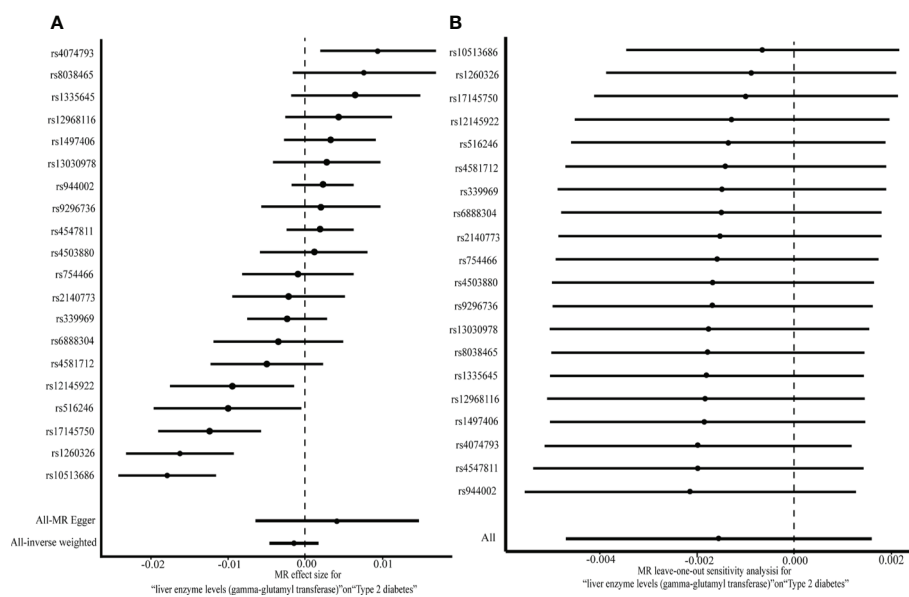 A
rs4074793
rs8038465
rs1335645
rs12968116
rs1497406
rs13030978
rs944002
rs9296736
rs4547811
rs4503880
rs754466
rs2140773
rs339969
rs6888304
rs4581712
rs12145922
rs516246
rs17145750
rs1260326
rs10513686
All-MR Egger
All-inverse weighted
-0.02 -0.01 0.00 0.01
MR effect size for
“liver enzyme levels (gamma-glutamyl transferase)”on“Type 2 diabetes”
B
rs10513686
rs1260326
rs17145750
rs12145922
rs516246
rs4581712
rs339969
rs6888304
rs2140773
rs754466
rs4503880
rs9296736
rs13030978
rs8038465
rs1335645
rs12968116
rs1497406
rs4074793
rs4547811
rs944002
All
-0.004 -0.002 0.000 0.002
MR leave-one-out sensitivity analysisi for
“liver enzyme levels (gamma-glutamyl transferase)”on“Type 2 diabetes”